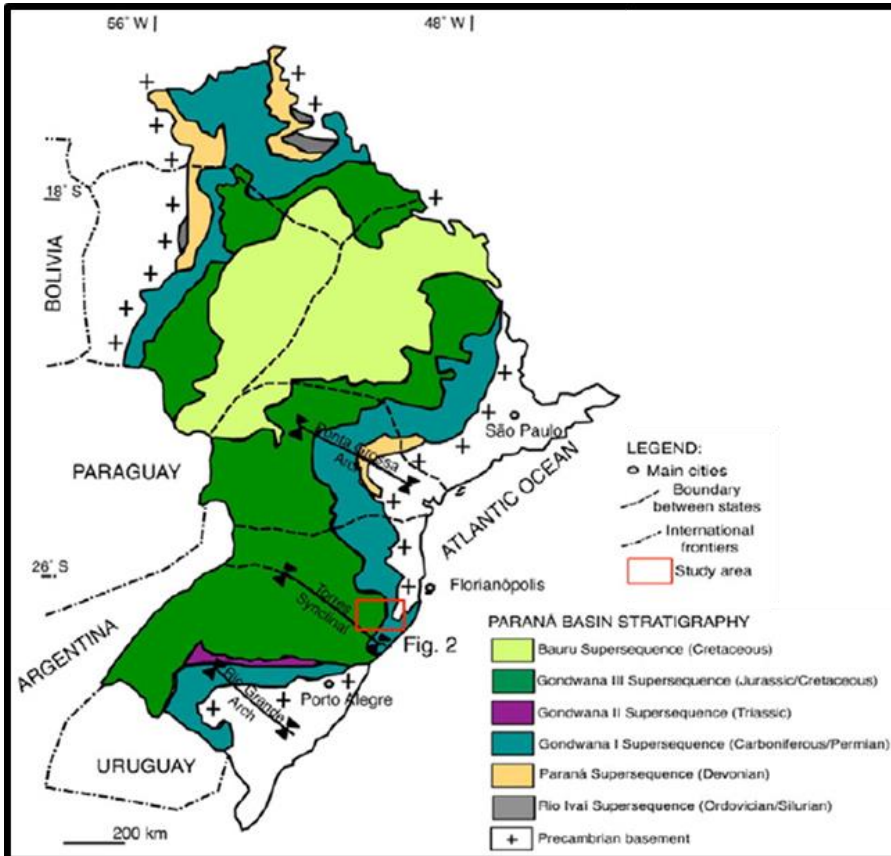 56° W
48° W
18° S
BOLIVIA
PARAGUAY
Ponta Grossa
Arch
São Paulo
ATLANTIC OCEAN
26° S
Torres
Synclinal
Florianópolis
Fig. 2
ARGENTINA
Rio Grande
Arch
Porto Alegre
URUGUAY
200 km
LEGEND:
Main cities
Boundary
between states
International
frontiers
Study area
PARANÁ BASIN STRATIGRAPHY
Bauru Supersequence (Cretaceous)
Gondwana III Supersequence (Jurassic/Cretaceous)
Gondwana II Supersequence (Triassic)
Gondwana I Supersequence (Carboniferous/Permian)
Paraná Supersequence (Devonian)
Rio Ivaí Supersequence (Ordovician/Silurian)
Precambrian basement